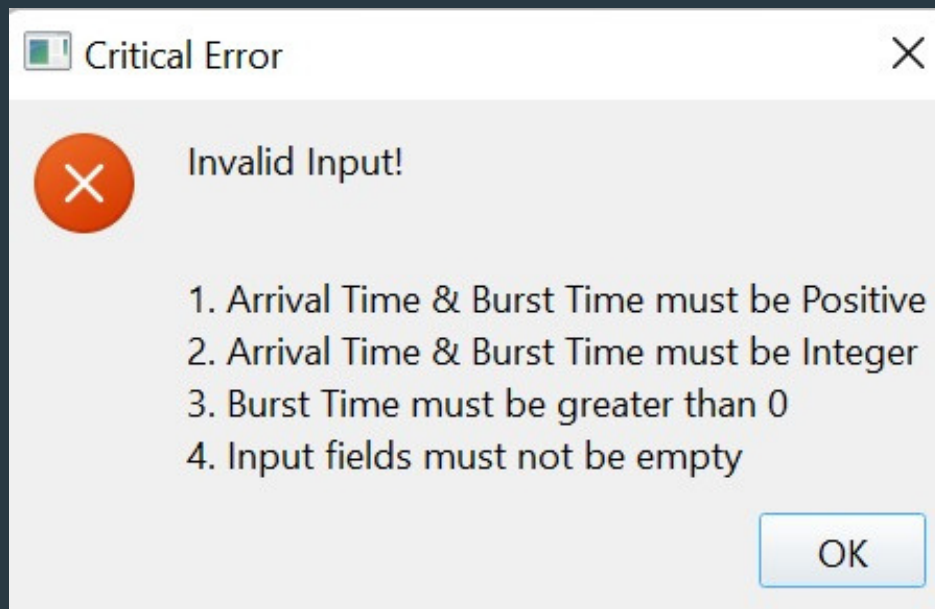 Critical Error
Invalid Input!
1. Arrival Time & Burst Time must be Positive
2. Arrival Time & Burst Time must be Integer
3. Burst Time must be greater than 0
4. Input fields must not be empty
OK